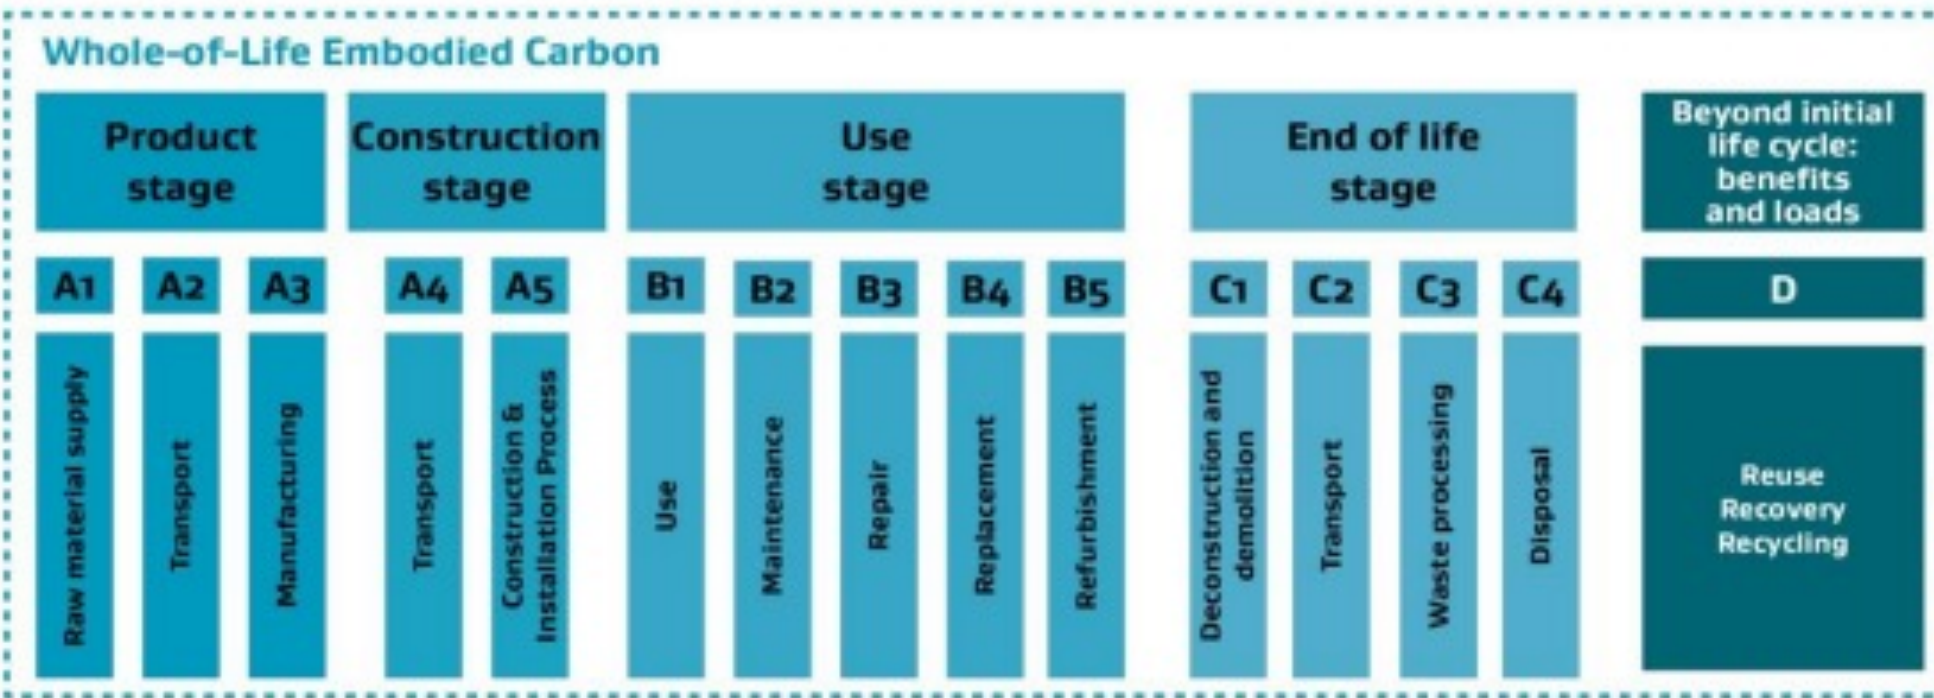 Whole-of-Life Embodied Carbon
Product
stage
Construction
stage
Use
stage
End of life
stage
Beyond initial
life cycle:
benefits
and loads
A1
A2
A3
A4
A5
B1
B2
B3
B4
B5
C1
C2
C3
C4
D
Raw material supply
Transport
Manufacturing
Transport
Construction &
Installation Process
Use
Maintenance
Repair
Replacement
Refurbishment
Deconstruction and
demolition
Transport
Waste processing
Disposal
Reuse
Recovery
Recycling